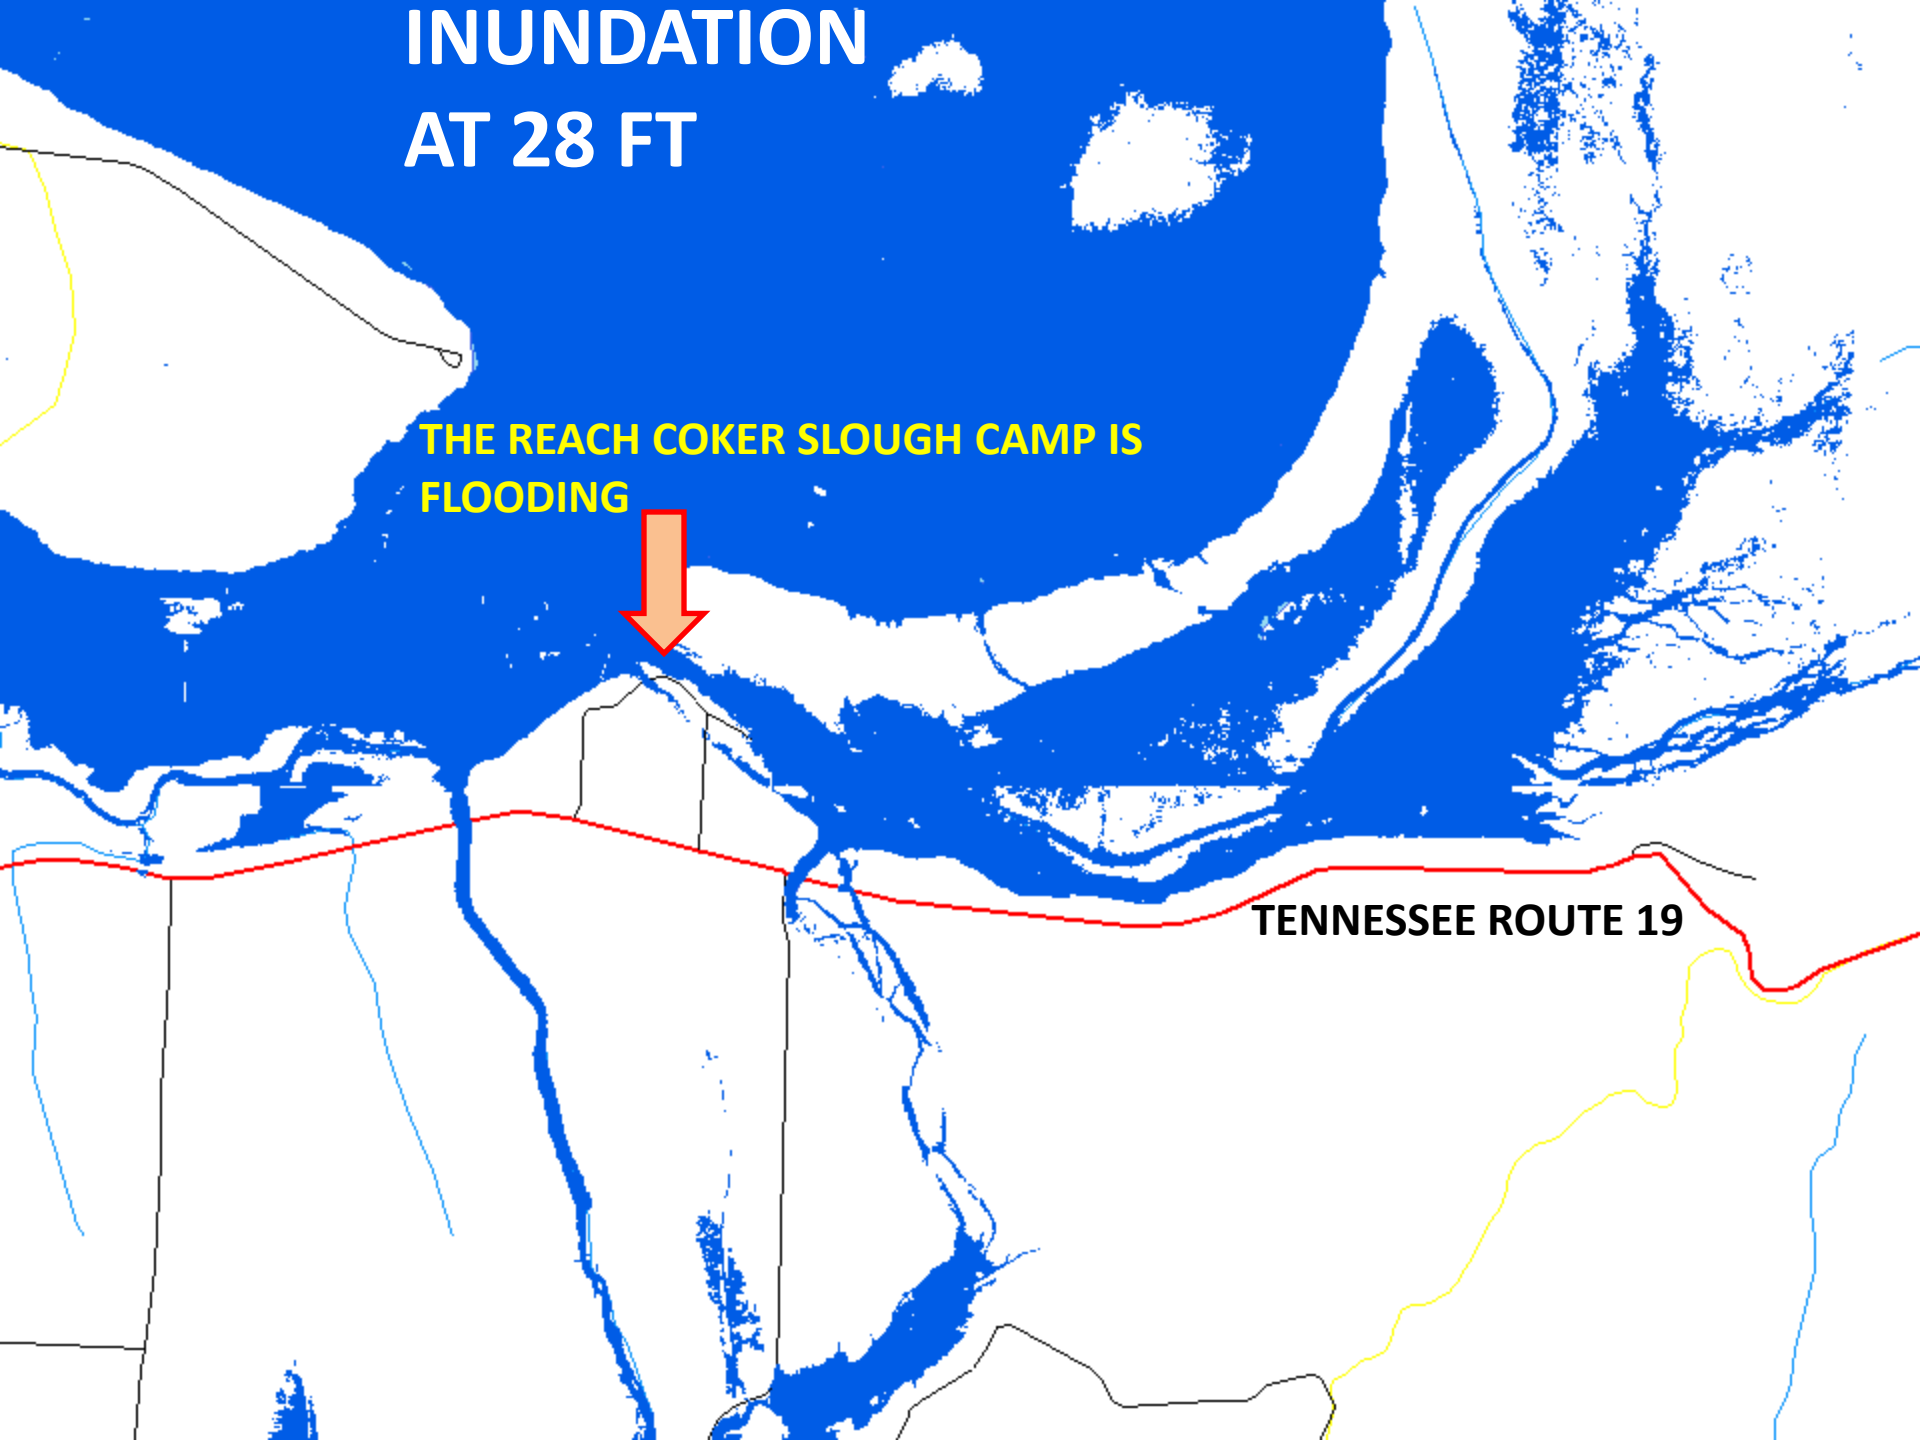 INUNDATION
AT 28 FT
THE REACH COKER SLOUGH CAMP IS
FLOODING
TENNESSEE ROUTE 19